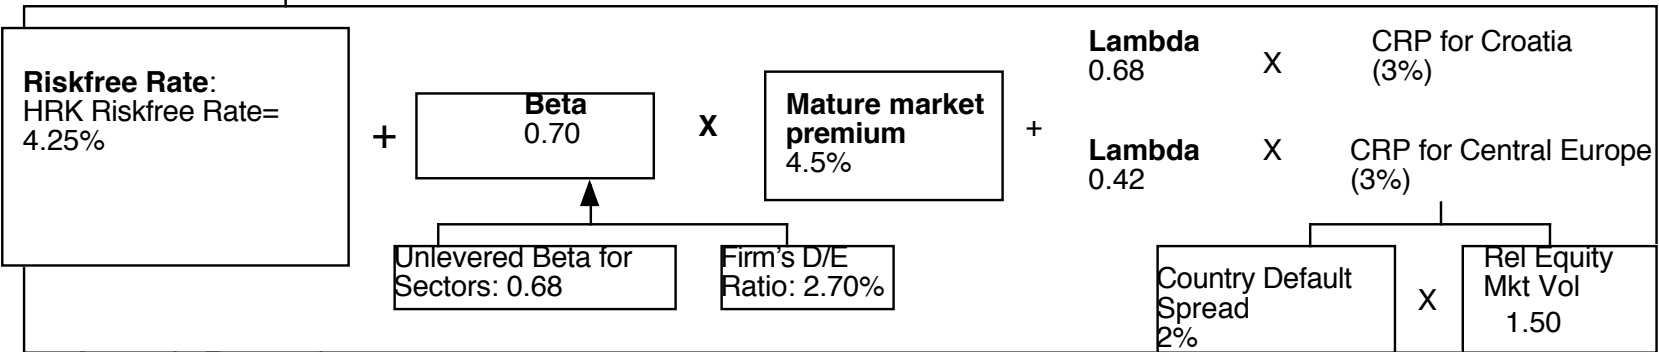 Riskfree Rate:
HRK Riskfree Rate=
4.25%
+
Beta
0.70
X
Mature market
premium
4.5%
+
Lambda
0.68
X
CRP for Croatia
(3%)
Lambda
0.42
X
CRP for Central Europe
(3%)
Unlevered Beta for
Sectors: 0.68
Firm's D/E
Ratio: 2.70%
Country Default
Spread
2%
X
Rel Equity
Mkt Vol
1.50